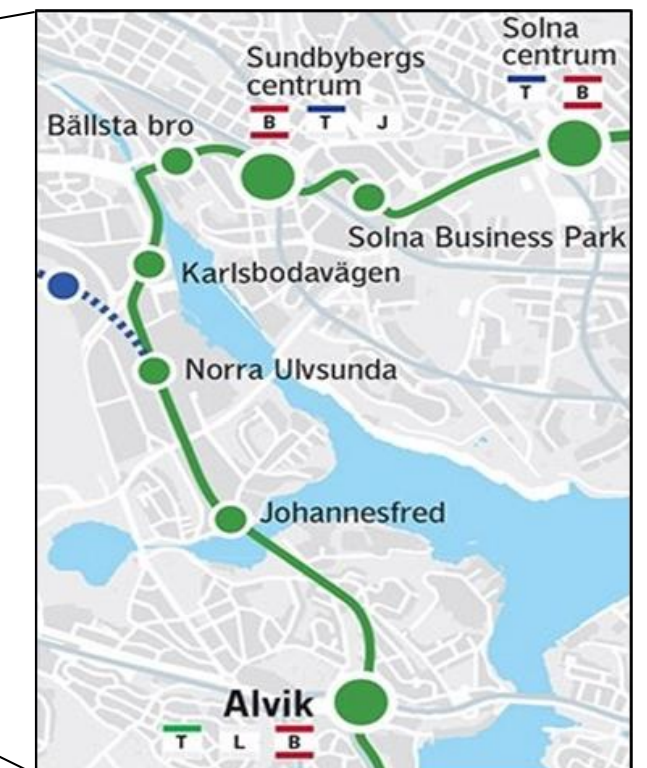 Solna
centrum
T B
Sundbybergs
centrum
B T J
Bällsta bro
Solna Business Park
Karlsbodavägen
Norra Ulvsunda
Johannesfred
Alvik
T L B